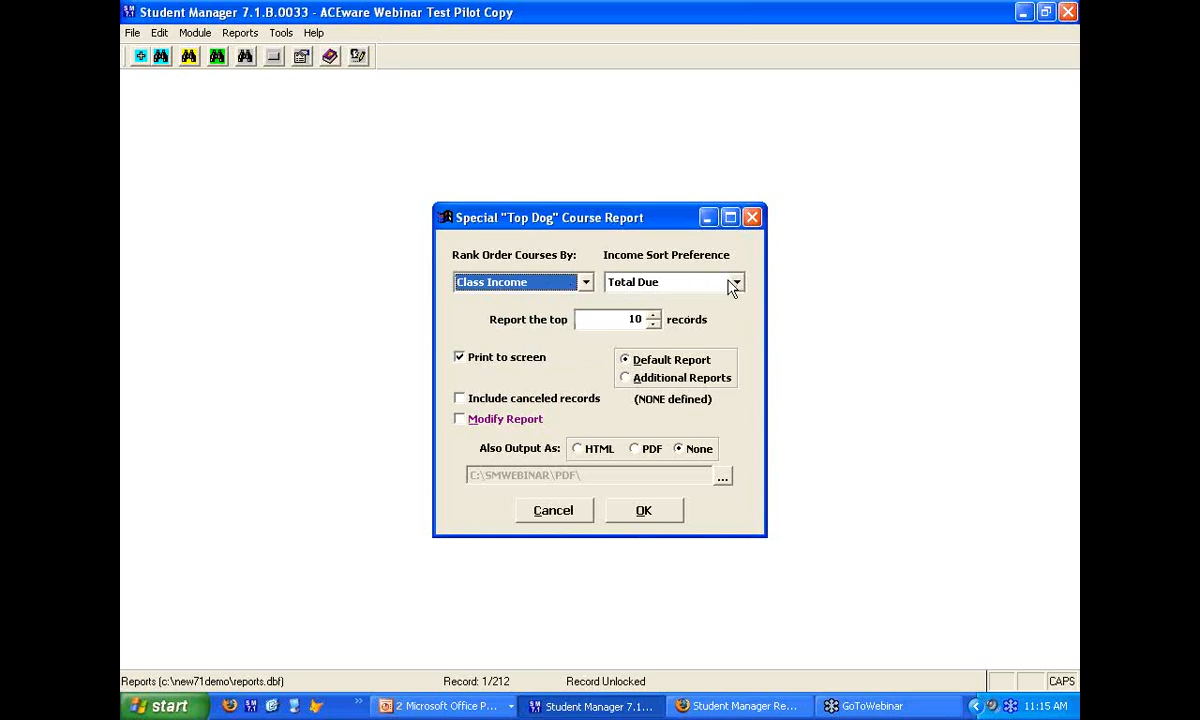 Student Manager 7.1.B.0033 - ACEware Webinar Test Pilot Copy
File Edit Module Reports Tools Help
Special "Top Dog" Course Report
Rank Order Courses By: Income Sort Preference
Class Income Total Due
Report the top 10 records
Print to screen
Default Report
Additional Reports
Include canceled records (NONE defined)
Modify Report
Also Output As: HTML PDF None
C:\SMWEBINAR\PDF\ ...
Cancel OK
Reports (c:\new71demo\reports.dbf) Record: 1/212 Record Unlocked CAPS
start 2 Microsoft Office P... Student Manager 7.1... Student Manager Re... GoToWebinar 11:15 AM